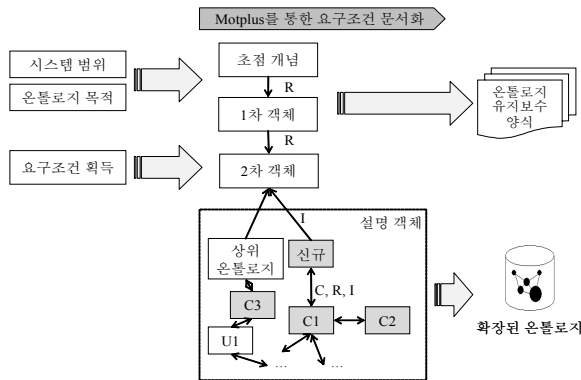 Motplus를 통한 요구조건 문서화
시스템 범위
온톨로지 목적
초점 개념
R
1차 객체
R
2차 객체
온톨로지
유지보수
양식
요구조건 획득
I
설명 객체
상위
온톨로지
신규
C, R, I
C3
C1
C2
U1
...
...
확장된 온톨로지